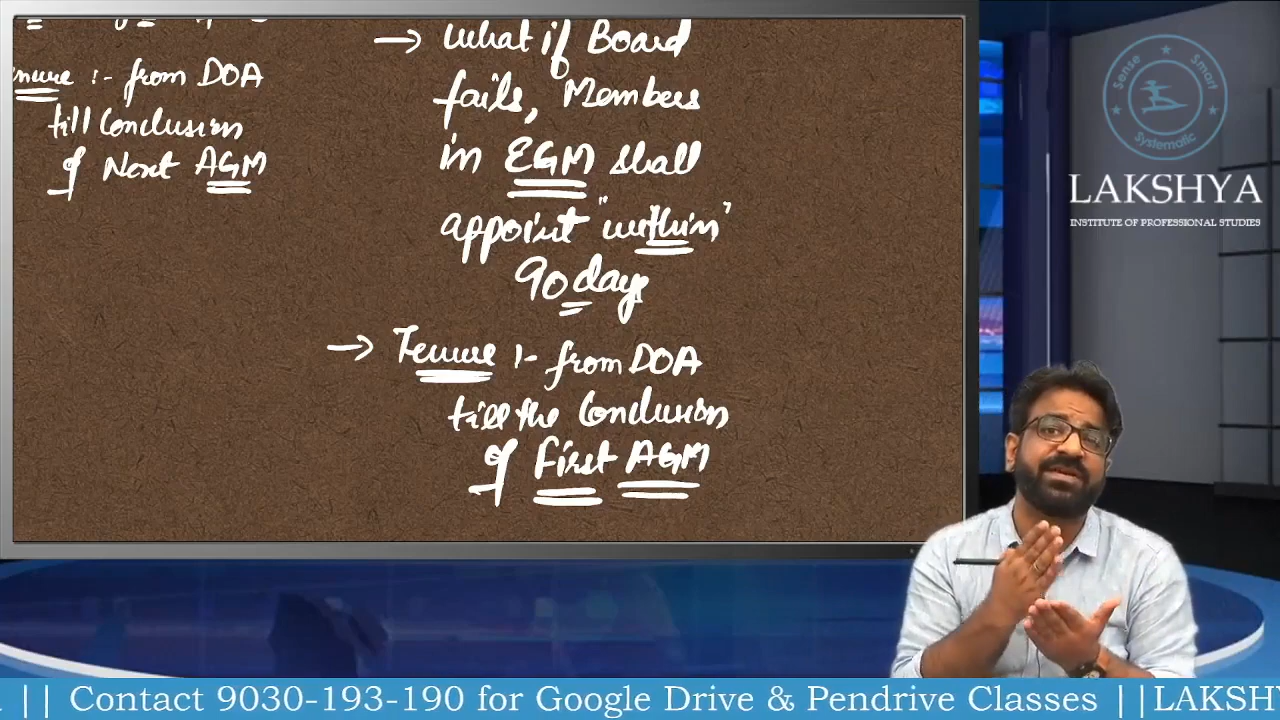 :- from DOA
till Conclusion
of Next AGM
→ What if Board
fails, Members
in EGM shall
appoint "within"
90 days
→ Tenure :- from DOA
till the Conclusion
of first AGM
Sense
Smart
Systematic
LAKSHYA
INSTITUTE OF PROFESSIONAL STUDIES
|| Contact 9030-193-190 for Google Drive & Pendrive Classes ||LAKSH